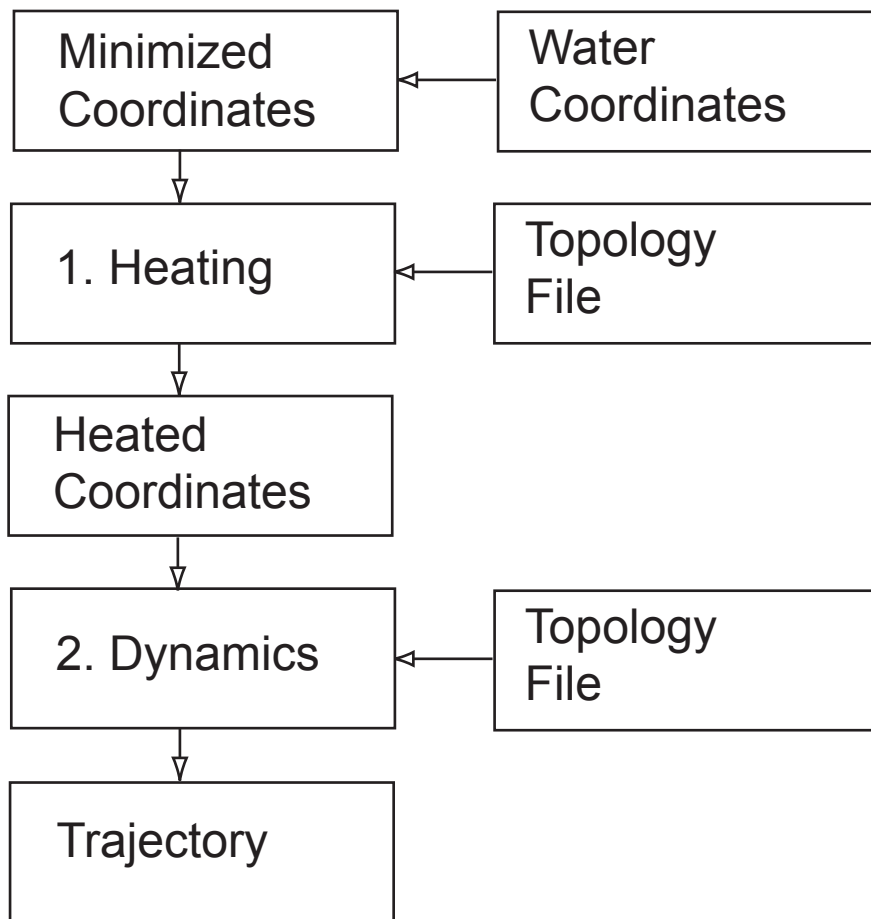 Minimized
Coordinates
Water
Coordinates
1. Heating
Topology
File
Heated
Coordinates
2. Dynamics
Topology
File
Trajectory